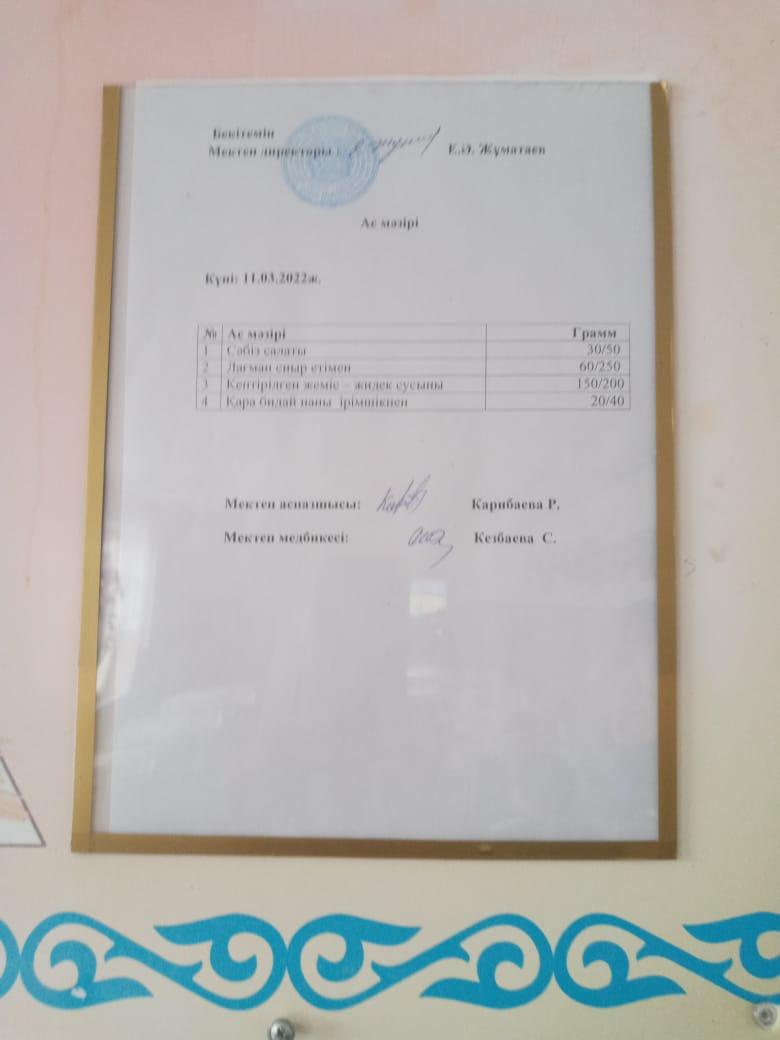 Бекітемін
Мектеп директоры : Е.Ә. Жұматаев
Ас мәзірі
Күні: 11.03.2022ж.
№ Ас мәзірі Грамм
1 Сәбіз салаты 30/50
2 Лагман сиыр етімен 60/250
3 Кептірілген жеміс – жидек сусыны 150/200
4 Қара бидай наны ірімшікпен 20/40
Мектеп аспазшысы: Карибаева Р.
Мектеп медбикесі: Кезбаева С.